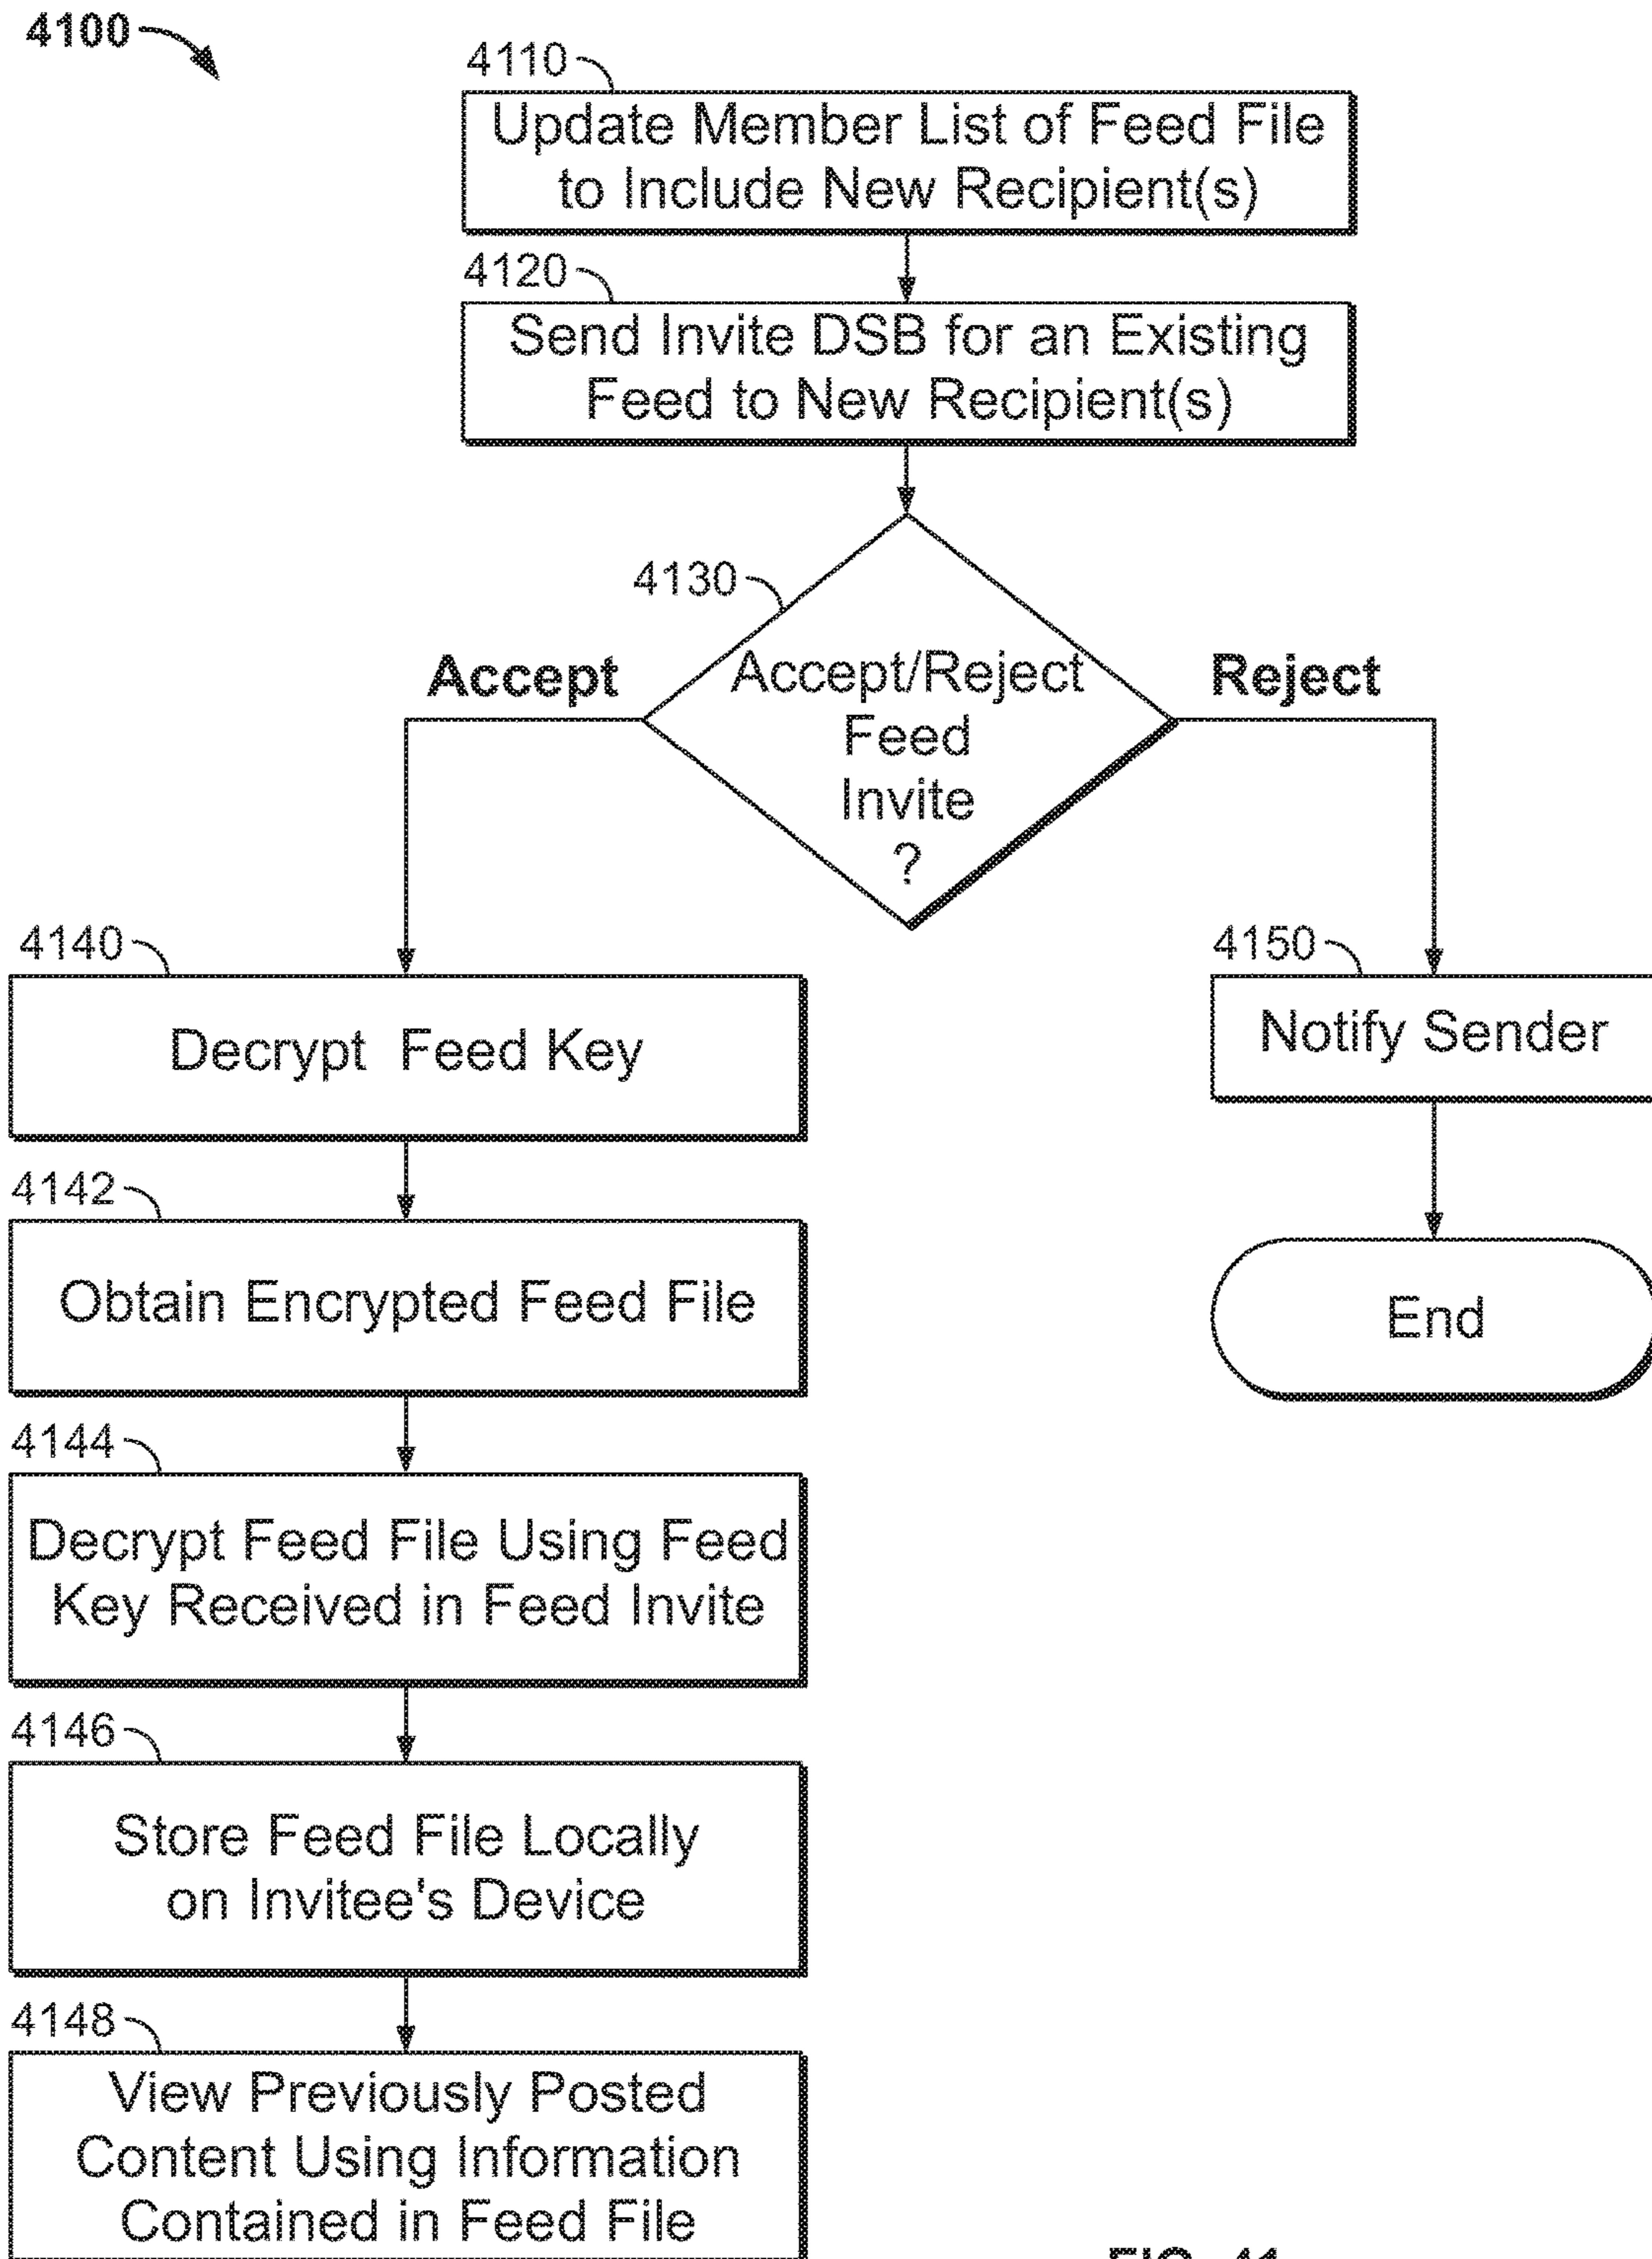 4100
4110
Update Member List of Feed File
to Include New Recipient(s)
4120
Send Invite DSB for an Existing
Feed to New Recipient(s)
4130
Accept
Accept/Reject
Feed
Invite
?
Reject
4140
Decrypt Feed Key
4150
Notify Sender
4142
Obtain Encrypted Feed File
End
4144
Decrypt Feed File Using Feed
Key Received in Feed Invite
4146
Store Feed File Locally
on Invitee's Device
4148
View Previously Posted
Content Using Information
Contained in Feed File
FIG. 41